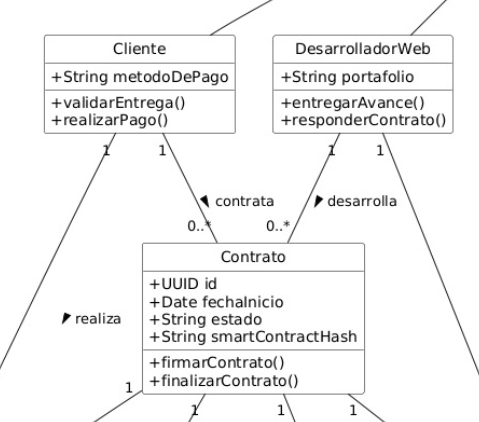 Cliente
+String metodoDePago
+validarEntrega()
+realizarPago()
DesarrolladorWeb
+String portafolio
+entregarAvance()
+responderContrato()
1
1
1
1
contrata
desarrolla
0..*
0..*
Contrato
+UUID id
+Date fechaInicio
+String estado
+String smartContractHash
+firmarContrato()
+finalizarContrato()
realiza
1
1
1
1